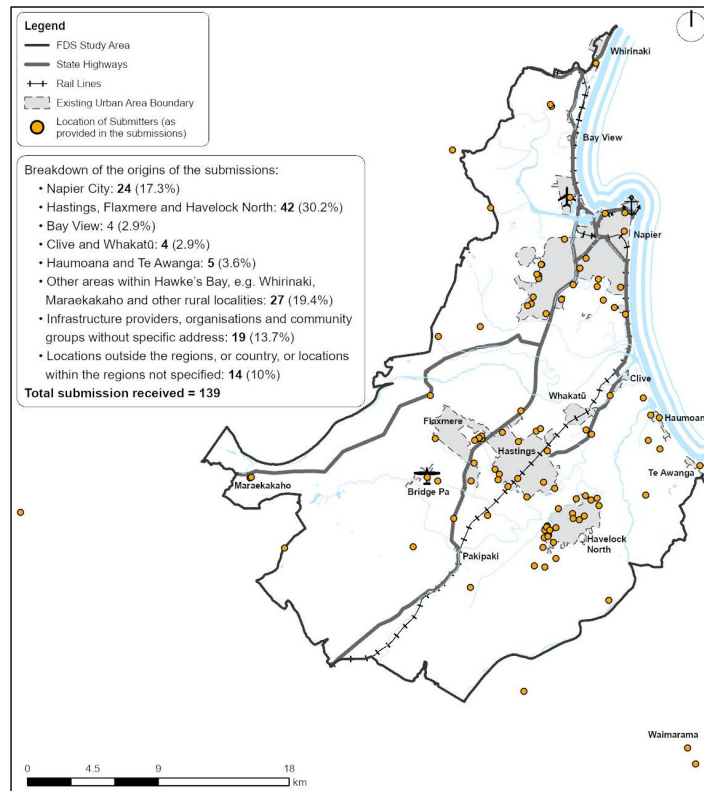 Legend
FDS Study Area
State Highways
Rail Lines
Existing Urban Area Boundary
Location of Submitters (as
provided in the submissions)
Breakdown of the origins of the submissions:
• Napier City: 24 (17.3%)
• Hastings, Flaxmere and Havelock North: 42 (30.2%)
• Bay View: 4 (2.9%)
• Clive and Whakatū: 4 (2.9%)
• Haumoana and Te Awanga: 5 (3.6%)
• Other areas within Hawke's Bay, e.g. Whirinaki,
Maraekakaho and other rural localities: 27 (19.4%)
• Infrastructure providers, organisations and community
groups without specific address: 19 (13.7%)
• Locations outside the regions, or country, or locations
within the regions not specified: 14 (10%)
Total submission received = 139
Whirinaki
Bay View
Napier
Clive
Whakatū
Haumoan
Flaxmere
Hastings
Te Awanga
Maraekakaho
Bridge Pa
Havelock
North
Pakipaki
Waimarama
0 4.5 9 18
km